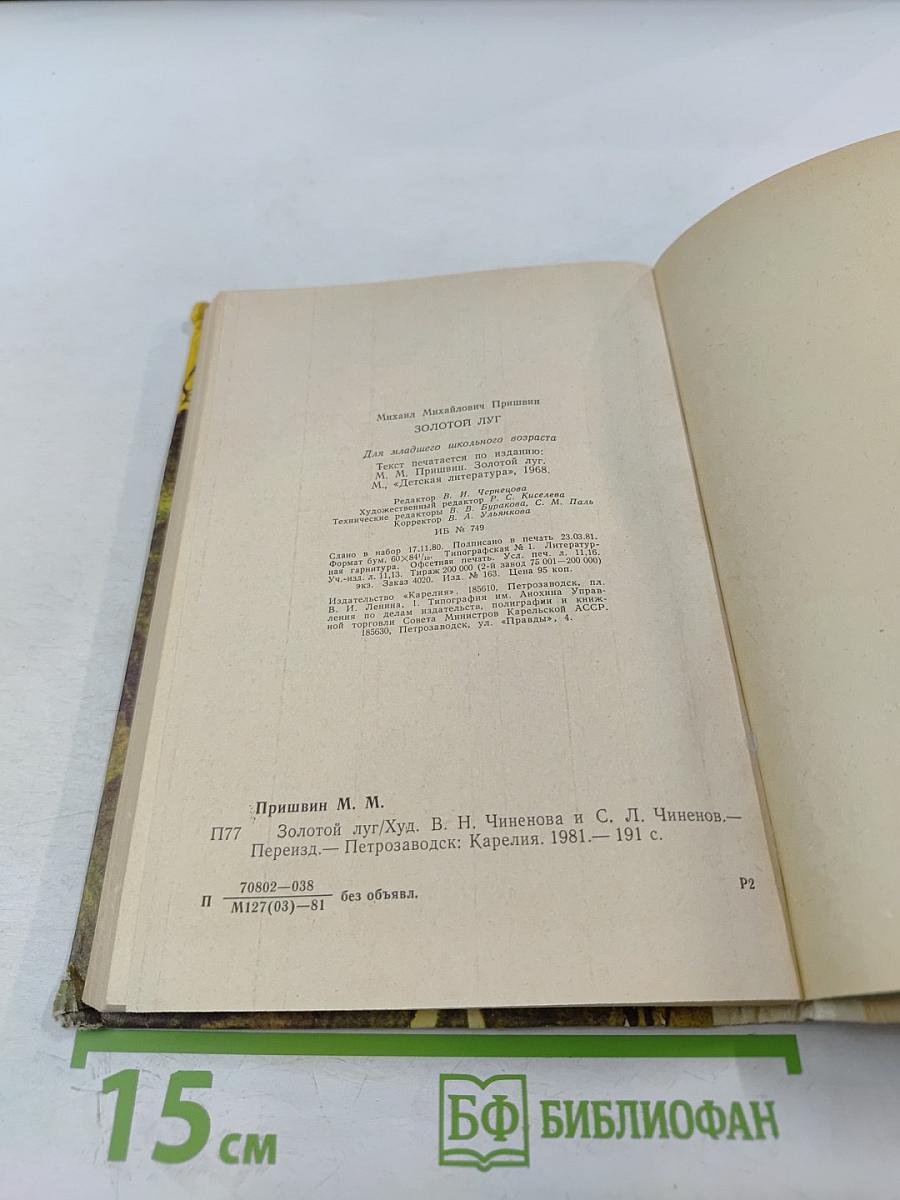 Михаил Михайлович Пришвин
ЗОЛОТОЙ ЛУГ
Для младшего школьного возраста
Текст печатается по изданию:
М. М. Пришвин. Золотой луг.
М., «Детская литература», 1968.
Редактор В. И. Чернецова
Художественный редактор Р. С. Киселева
Технические редакторы В. В. Буракова, С. М. Паль
Корректор В. А. Ульянкова
ИБ № 749
Сдано в набор 17.11.80. Подписано в печать 23.03.81.
Формат бум. 60×84¹/₁₆. Типографская № 1. Литератур-
ная гарнитура. Офсетная печать. Усл. печ. л. 11,16.
Уч.-изд. л. 11,13. Тираж 200 000 (2-й завод 75 001—200 000)
экз. Заказ 4020. Изд. № 163. Цена 95 коп.
Издательство «Карелия». 185610, Петрозаводск, пл.
В. И. Ленина, 1. Типография им. Анохина Управ-
ления по делам издательств, полиграфии и книж-
ной торговли Совета Министров Карельской АССР.
185630, Петрозаводск, ул. «Правды», 4.
Пришвин М. М.
П77 Золотой луг/Худ. В. Н. Чиненова и С. Л. Чиненов.—
Переизд.— Петрозаводск: Карелия. 1981.— 191 с.
70802—038
П М127(03)—81 без объявл.
Р2
15 см
БФ БИБЛИОФАН